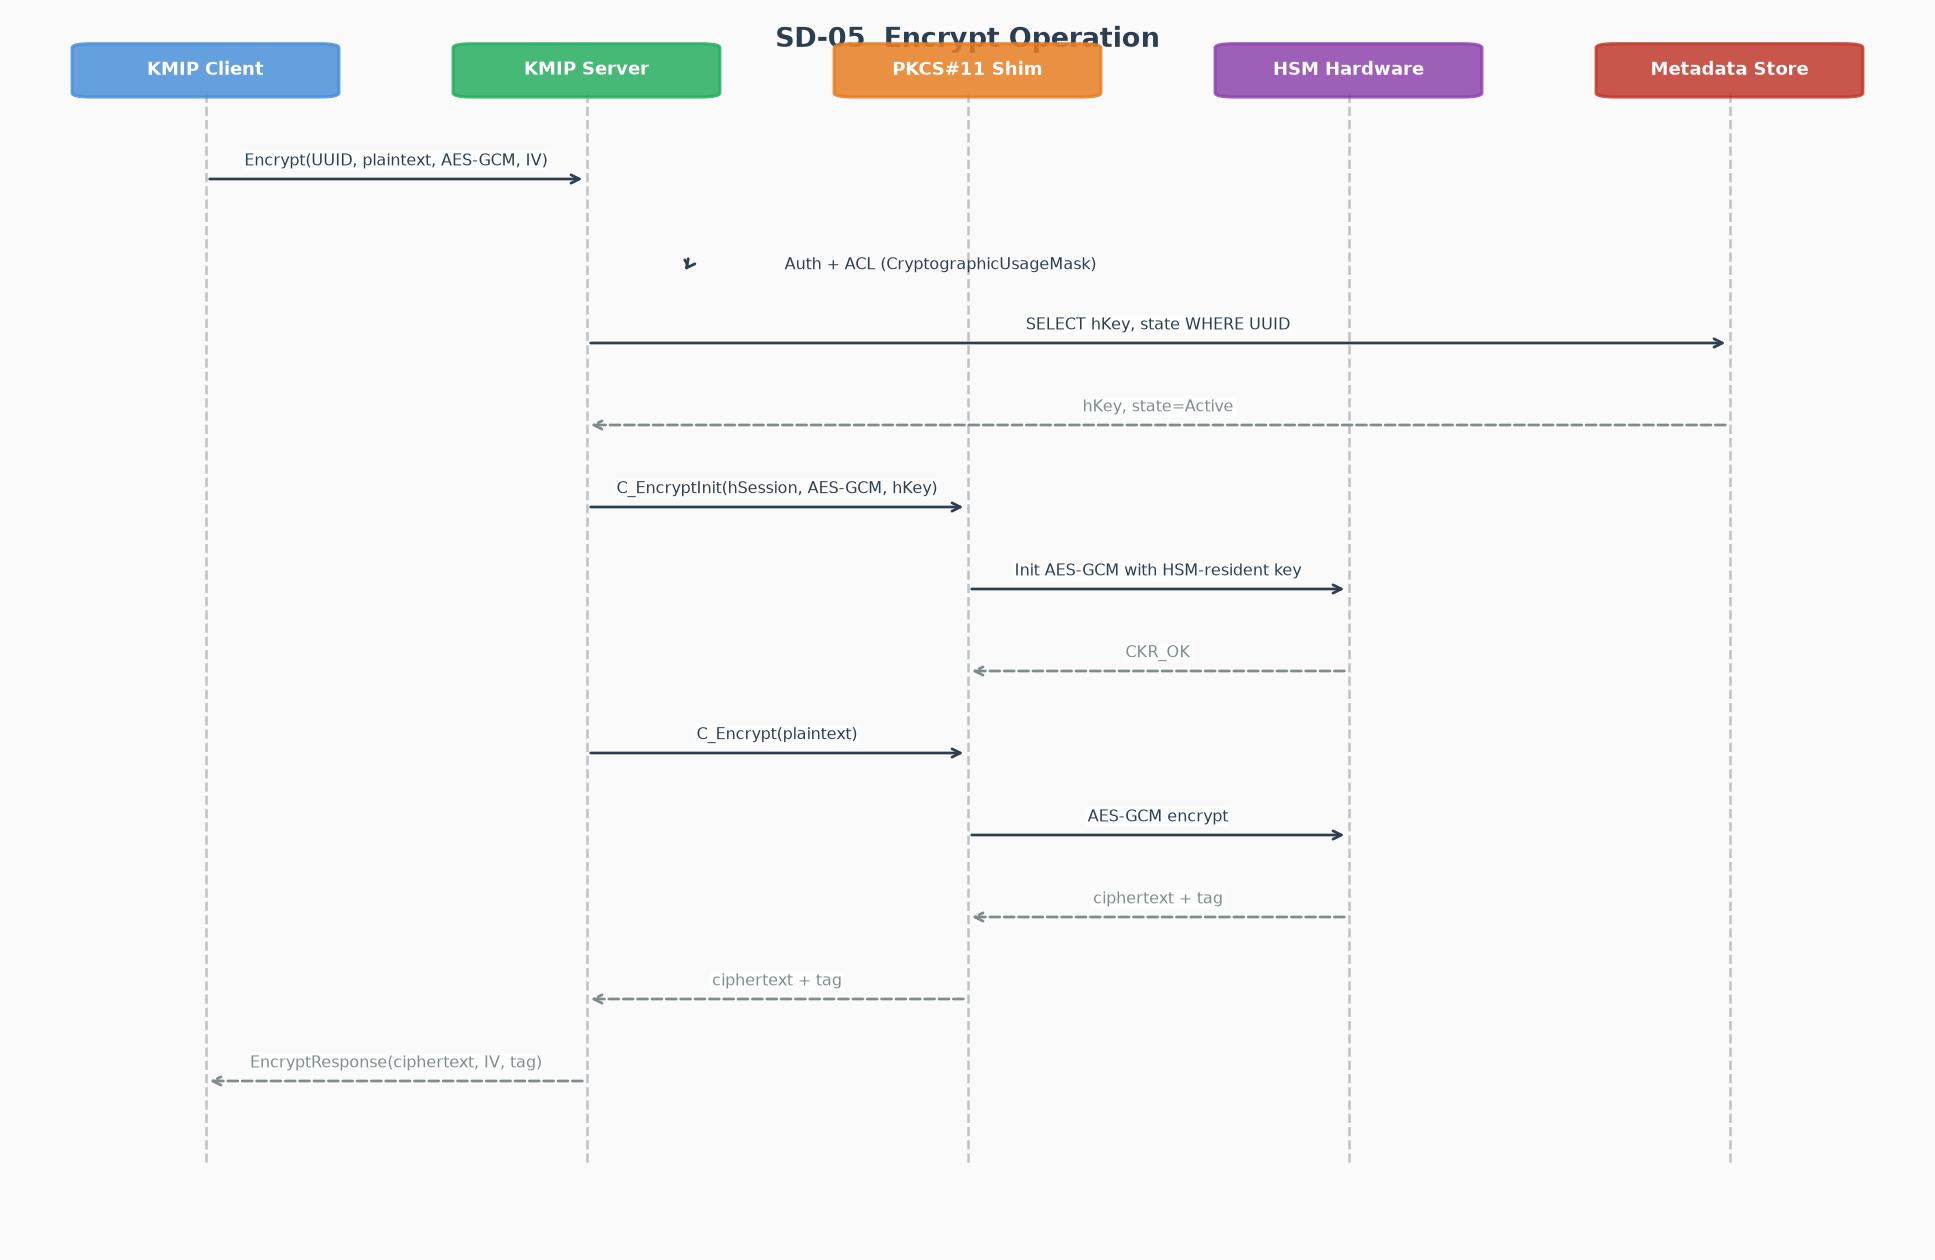 SD-05  Encrypt Operation
KMIP Client
KMIP Server
PKCS#11 Shim
HSM Hardware
Metadata Store
Encrypt(UUID, plaintext, AES-GCM, IV)
Auth + ACL (CryptographicUsageMask)
SELECT hKey, state WHERE UUID
hKey, state=Active
C_EncryptInit(hSession, AES-GCM, hKey)
Init AES-GCM with HSM-resident key
CKR_OK
C_Encrypt(plaintext)
AES-GCM encrypt
ciphertext + tag
ciphertext + tag
EncryptResponse(ciphertext, IV, tag)